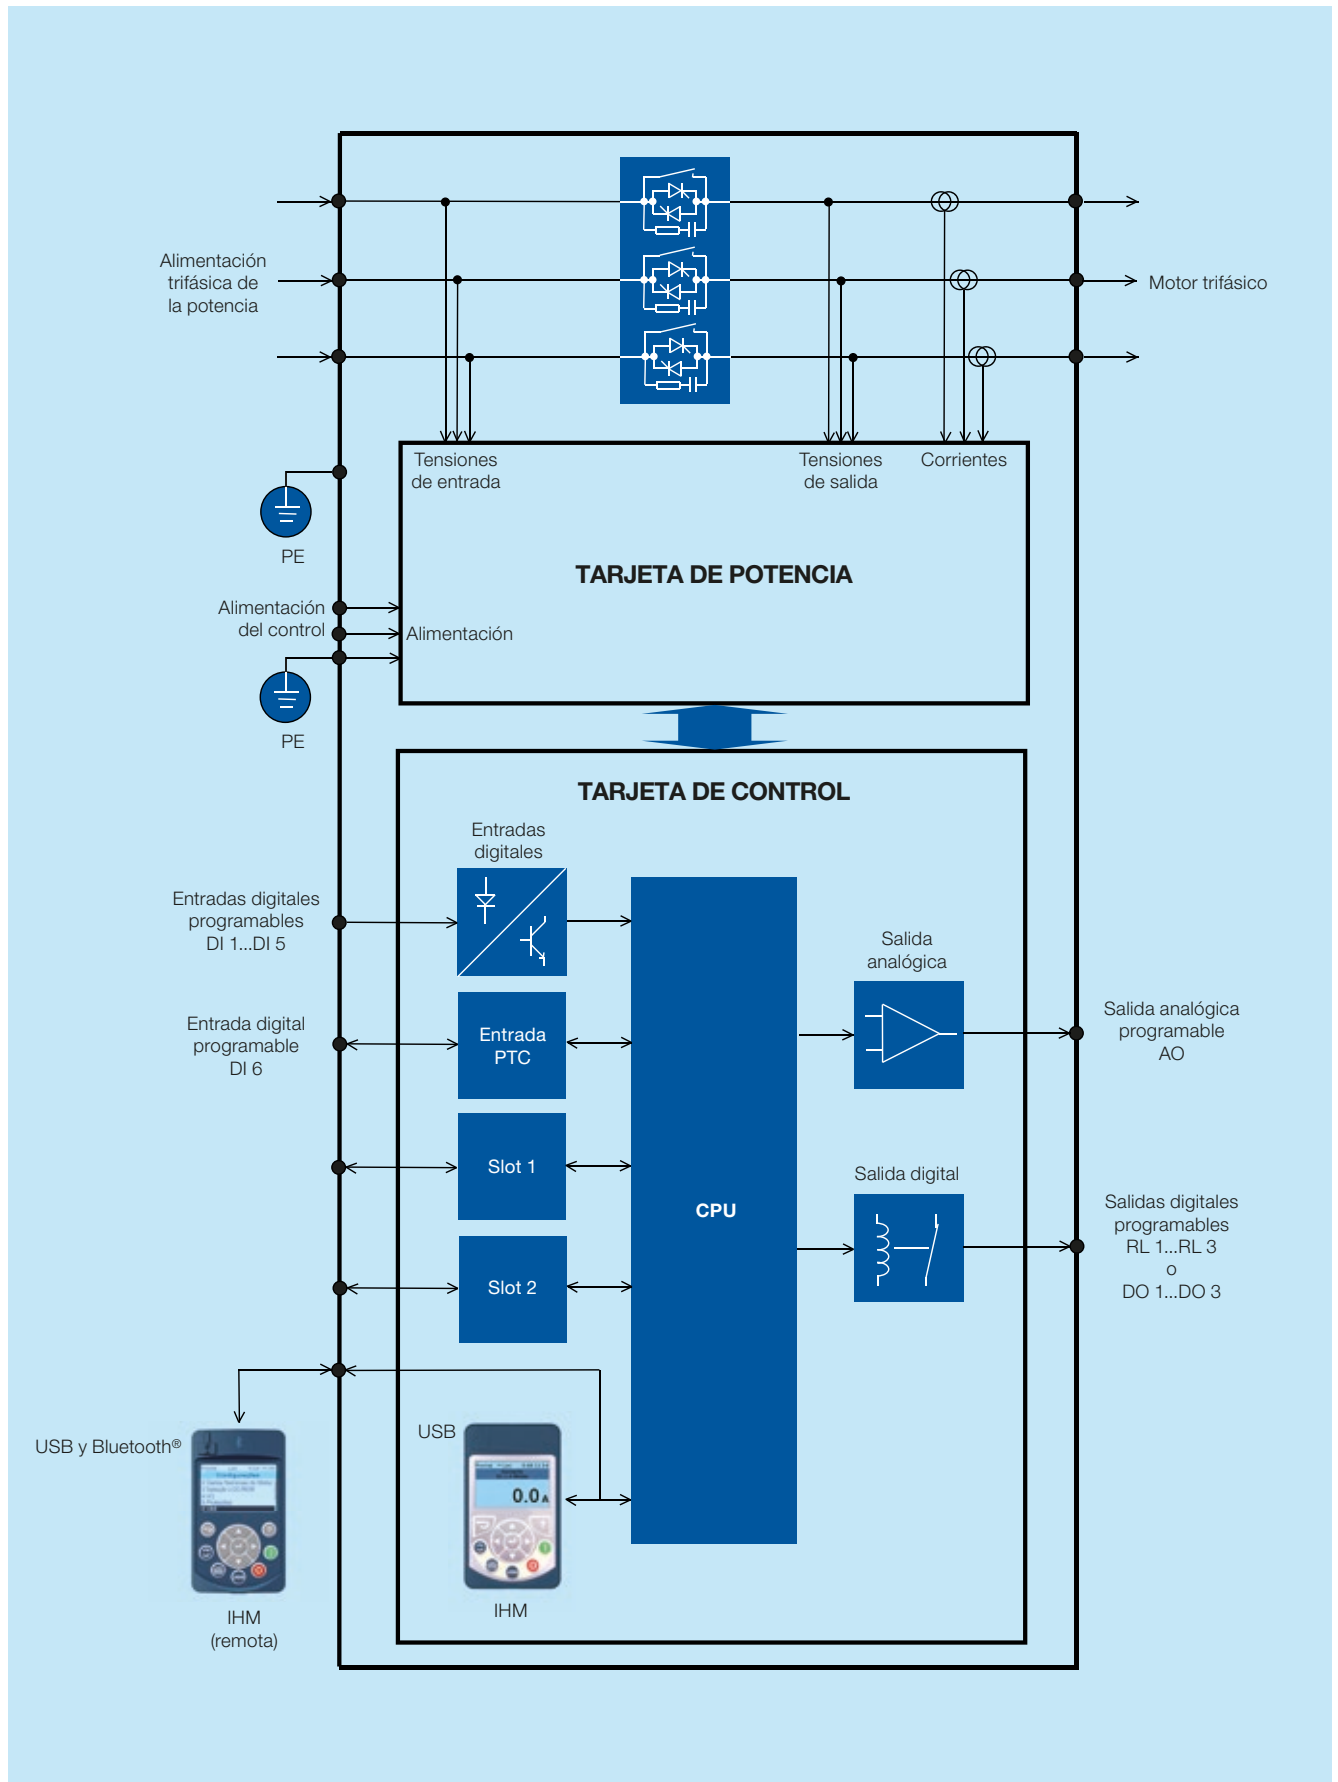 Alimentación
trifásica de
la potencia
Motor trifásico
Tensiones
de entrada
Tensiones
de salida
Corrientes
PE
TARJETA DE POTENCIA
Alimentación
del control
Alimentación
PE
TARJETA DE CONTROL
Entradas
digitales
Entradas digitales
programables
DI 1...DI 5
Salida
analógica
Entrada digital
programable
DI 6
Entrada
PTC
Salida analógica
programable
AO
Slot 1
CPU
Salida digital
Salidas digitales
programables
RL 1...RL 3
o
DO 1...DO 3
Slot 2
USB y Bluetooth®
USB
0.0 A
IHM
(remota)
IHM